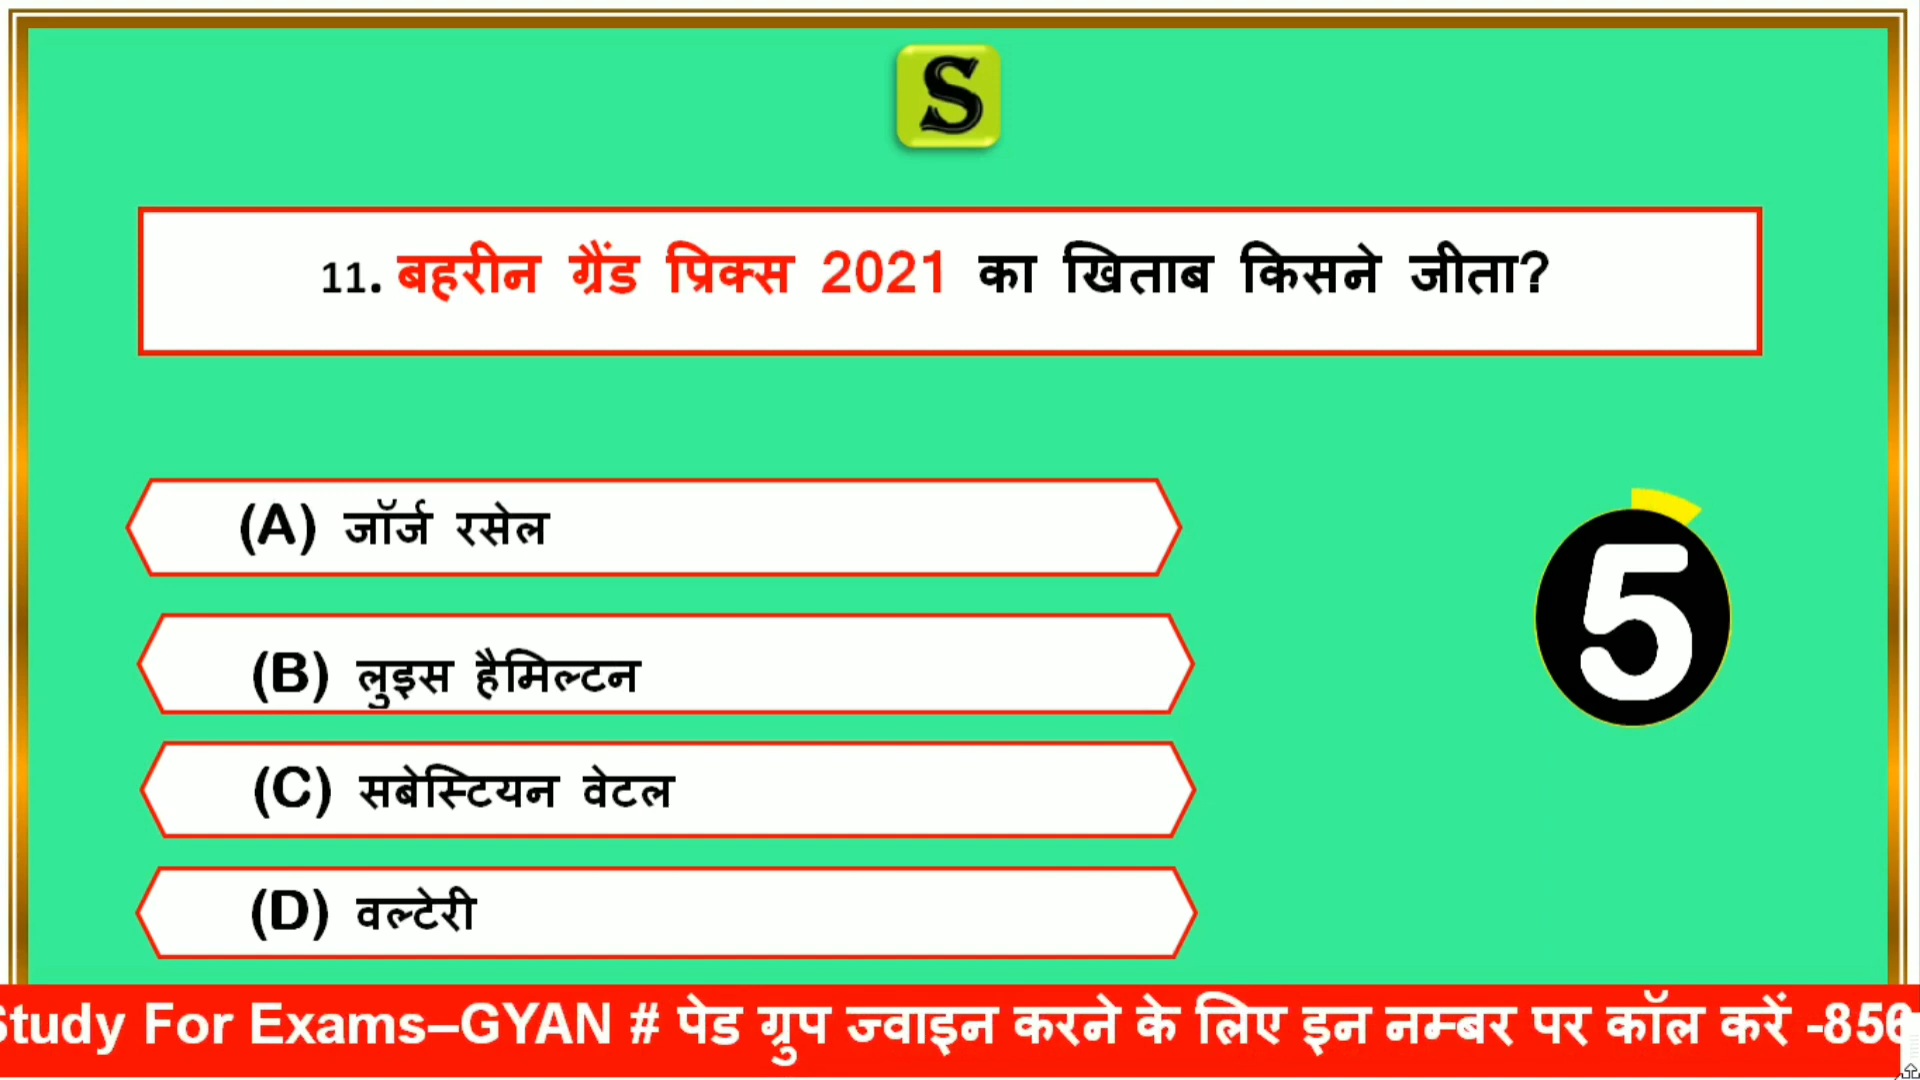 S
11. बहरीन ग्रैंड प्रिक्स 2021 का खिताब किसने जीता?
(A) जॉर्ज रसेल
5
(B) लुइस हैमिल्टन
(C) सबेस्टियन वेटल
(D) वल्टेरी
Study For Exams–GYAN # पेड ग्रुप ज्वाइन करने के लिए इन नम्बर पर कॉल करें -856